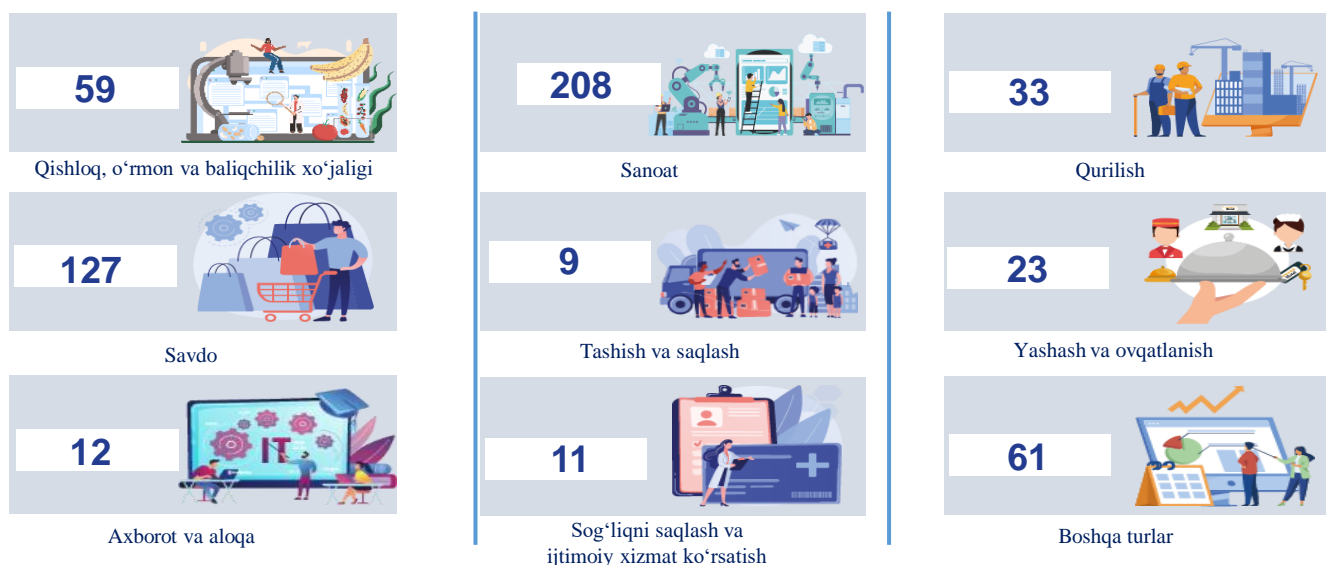 59
Qishloq, o‘rmon va baliqchilik xo‘jaligi
208
Sanoat
33
Qurilish
127
Savdo
9
Tashish va saqlash
23
Yashash va ovqatlanish
12
IT
Axborot va aloqa
11
Sog‘liqni saqlash va
ijtimoiy xizmat ko‘rsatish
61
Boshqa turlar